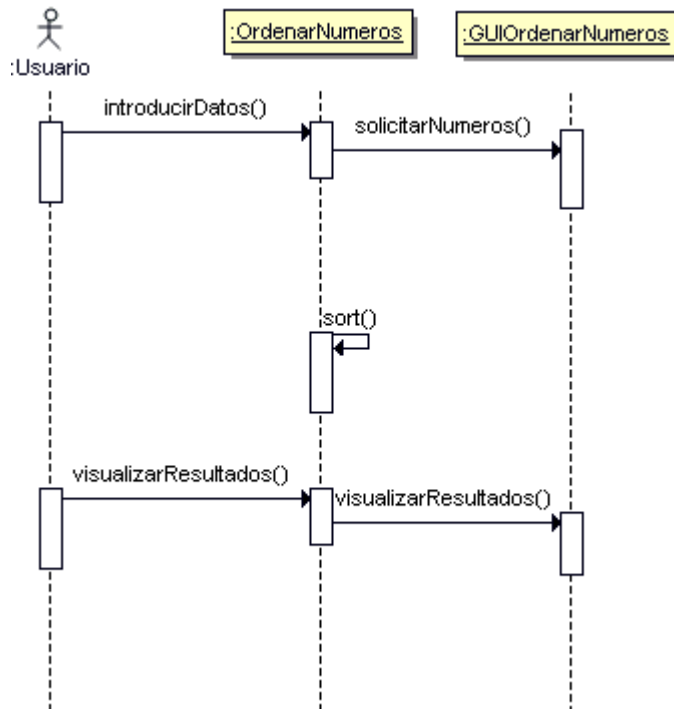 :Usuario
:OrdenarNumeros
:GUIOrdenarNumeros
introducirDatos()
solicitarNumeros()
sort()
visualizarResultados()
visualizarResultados()